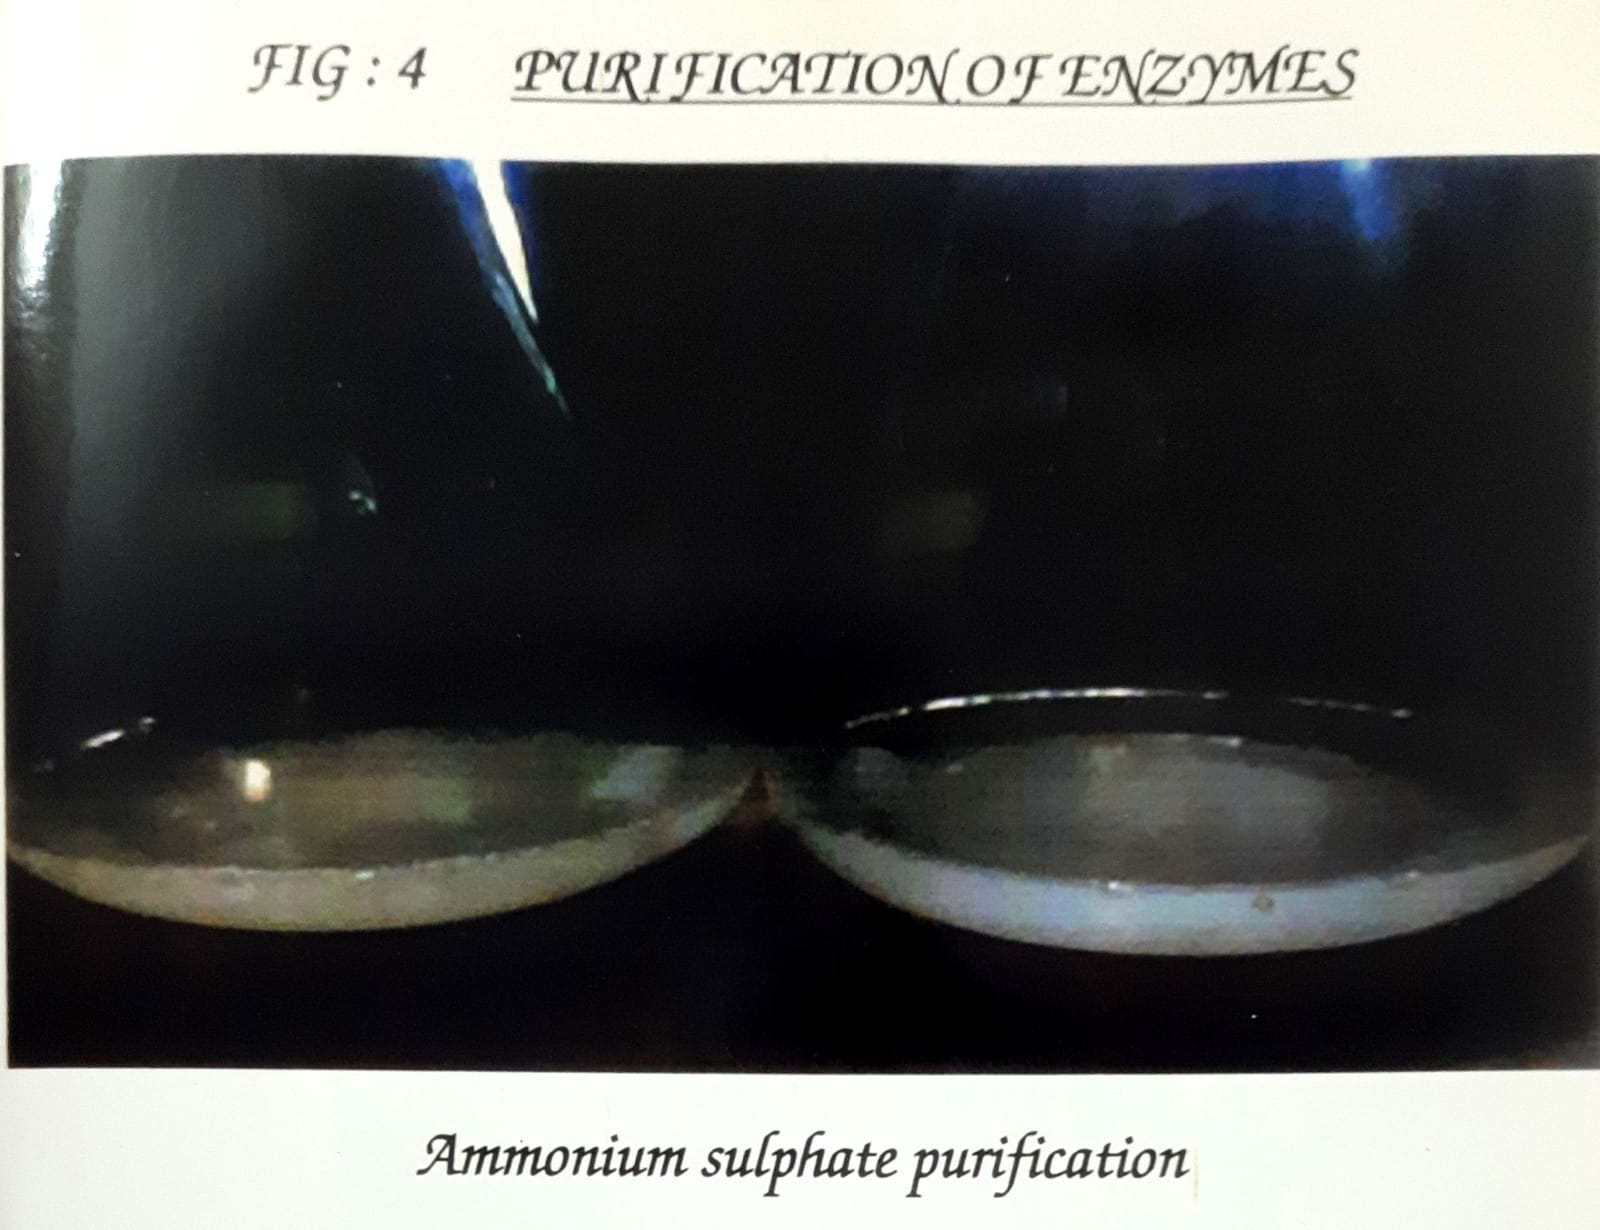 FIG : 4 PURIFICATION OF ENZYMES
Ammonium sulphate purification